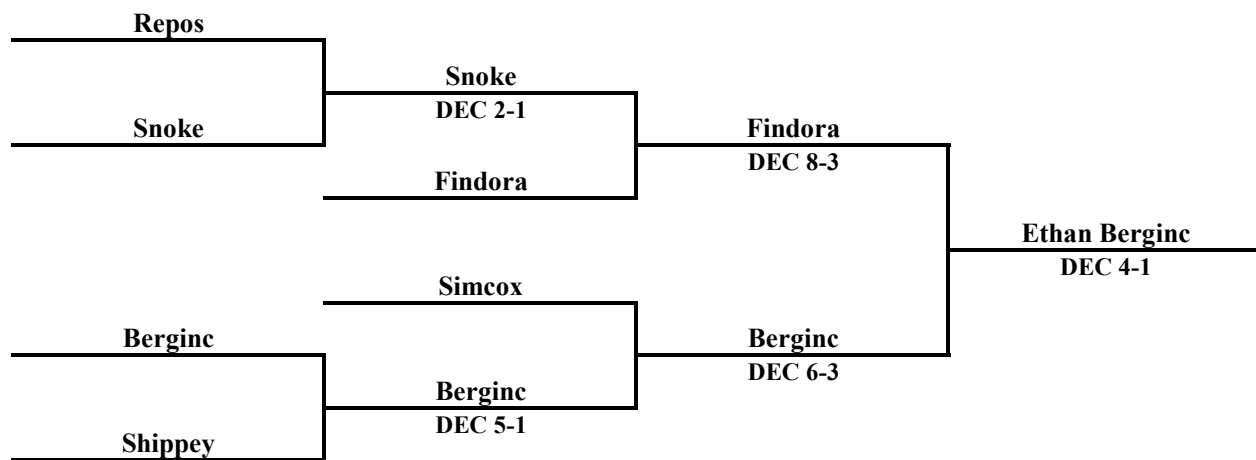 Repos
Snoke
DEC 2-1
Snoke
Findora
DEC 8-3
Findora
Ethan Berginc
DEC 4-1
Simcox
Berginc
Berginc
DEC 6-3
Berginc
DEC 5-1
Shippey